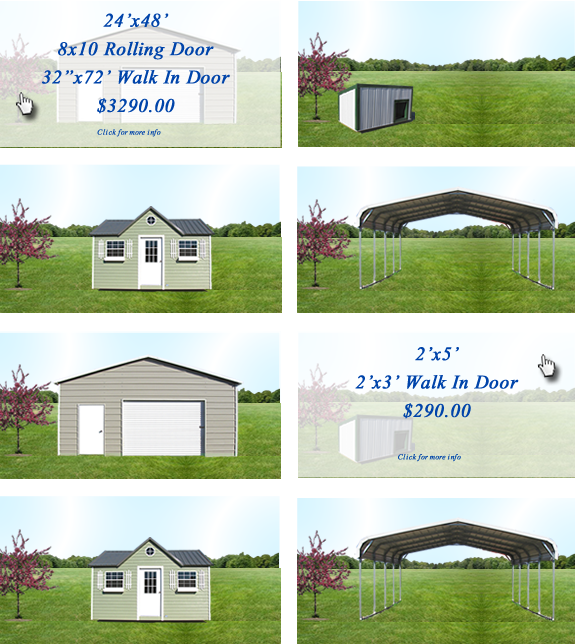 24’x48’
8x10 Rolling Door
32”x72’ Walk In Door
$3290.00
Click for more info
2’x5’
2’x3’ Walk In Door
$290.00
Click for more info